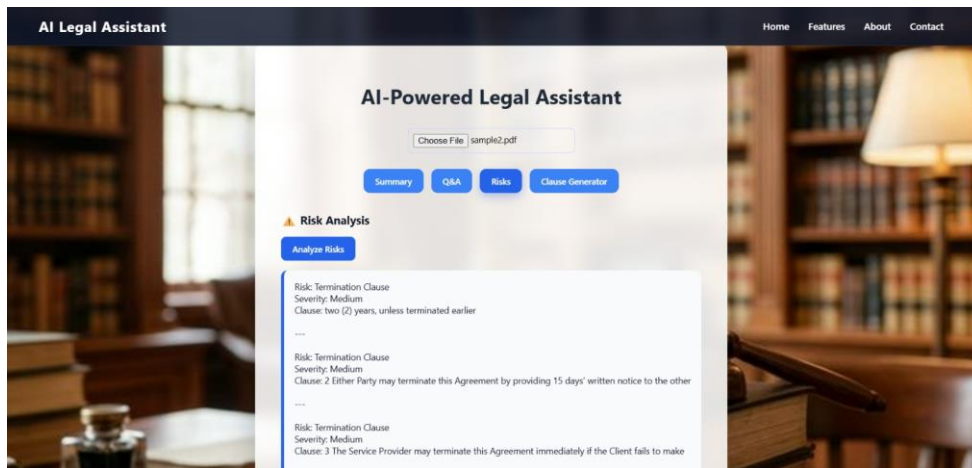 AI Legal Assistant
Home Features About Contact
AI-Powered Legal Assistant
Choose File sample2.pdf
Summary Q&A Risks Clause Generator
⚠ Risk Analysis
Analyze Risks
Risk: Termination Clause
Severity: Medium
Clause: two (2) years, unless terminated earlier
---
Risk: Termination Clause
Severity: Medium
Clause: 2 Either Party may terminate this Agreement by providing 15 days' written notice to the other
---
Risk: Termination Clause
Severity: Medium
Clause: 3 The Service Provider may terminate this Agreement immediately if the Client fails to make